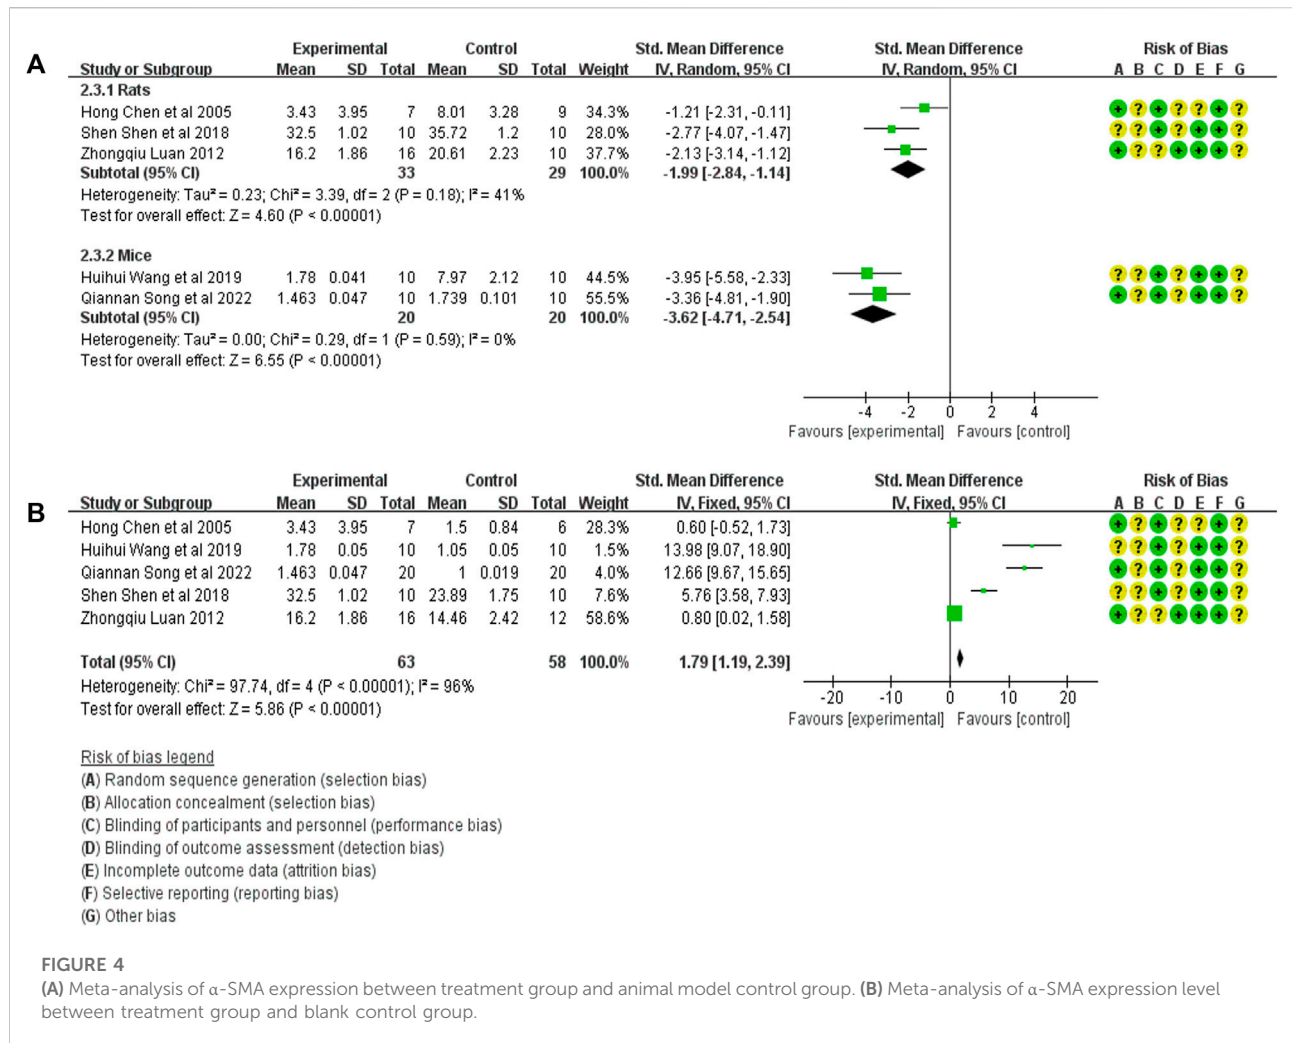 A
Experimental Control Std. Mean Difference Std. Mean Difference Risk of Bias
Study or Subgroup Mean SD Total Mean SD Total Weight IV, Random, 95% CI IV, Random, 95% CI A B C D E F G
2.3.1 Rats
Hong Chen et al 2005 3.43 3.95 7 8.01 3.28 9 34.3% -1.21 [-2.31, -0.11] + ? + ? ? + ?
Shen Shen et al 2018 32.5 1.02 10 35.72 1.2 10 28.0% -2.77 [-4.07, -1.47] ? ? + ? + + ?
Zhongqiu Luan 2012 16.2 1.86 16 20.61 2.23 10 37.7% -2.13 [-3.14, -1.12] + ? ? + + + ?
Subtotal (95% CI) 33 29 100.0% -1.99 [-2.84, -1.14]
Heterogeneity: Tau² = 0.23; Chi² = 3.39, df = 2 (P = 0.18); I² = 41%
Test for overall effect: Z = 4.60 (P < 0.00001)
2.3.2 Mice
Huihui Wang et al 2019 1.78 0.041 10 7.97 2.12 10 44.5% -3.95 [-5.58, -2.33] ? ? + ? + + ?
Qiannan Song et al 2022 1.463 0.047 10 1.739 0.101 10 55.5% -3.36 [-4.81, -1.90] + ? + ? + + ?
Subtotal (95% CI) 20 20 100.0% -3.62 [-4.71, -2.54]
Heterogeneity: Tau² = 0.00; Chi² = 0.29, df = 1 (P = 0.59); I² = 0%
Test for overall effect: Z = 6.55 (P < 0.00001)
-4 -2 0 2 4
Favours [experimental] Favours [control]
B
Experimental Control Std. Mean Difference Std. Mean Difference Risk of Bias
Study or Subgroup Mean SD Total Mean SD Total Weight IV, Fixed, 95% CI IV, Fixed, 95% CI A B C D E F G
Hong Chen et al 2005 3.43 3.95 7 1.5 0.84 6 28.3% 0.60 [-0.52, 1.73] + ? + ? ? + ?
Huihui Wang et al 2019 1.78 0.05 10 1.05 0.05 10 1.5% 13.98 [9.07, 18.90] ? ? + ? + + ?
Qiannan Song et al 2022 1.463 0.047 20 1 0.019 20 4.0% 12.66 [9.67, 15.65] + ? + ? + + ?
Shen Shen et al 2018 32.5 1.02 10 23.89 1.75 10 7.6% 5.76 [3.58, 7.93] ? ? + ? + + ?
Zhongqiu Luan 2012 16.2 1.86 16 14.46 2.42 12 58.6% 0.80 [0.02, 1.58] + ? ? + + + ?
Total (95% CI) 63 58 100.0% 1.79 [1.19, 2.39]
Heterogeneity: Chi² = 97.74, df = 4 (P < 0.00001); I² = 96%
Test for overall effect: Z = 5.86 (P < 0.00001)
-20 -10 0 10 20
Favours [experimental] Favours [control]
Risk of bias legend
(A) Random sequence generation (selection bias)
(B) Allocation concealment (selection bias)
(C) Blinding of participants and personnel (performance bias)
(D) Blinding of outcome assessment (detection bias)
(E) Incomplete outcome data (attrition bias)
(F) Selective reporting (reporting bias)
(G) Other bias
FIGURE 4
(A) Meta-analysis of α-SMA expression between treatment group and animal model control group. (B) Meta-analysis of α-SMA expression level
between treatment group and blank control group.